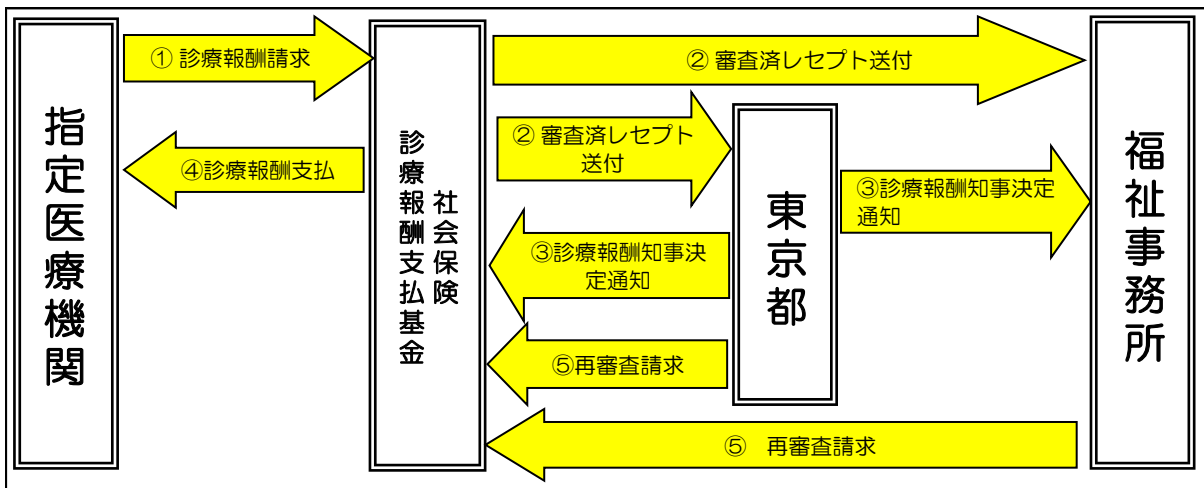 指定医療機関
① 診療報酬請求
④診療報酬支払
社会保険
診療報酬支払基金
② 審査済レセプト送付
② 審査済レセプト
送付
③診療報酬知事決
定通知
⑤再審査請求
東京都
③診療報酬知事決定
通知
⑤　再審査請求
福祉事務所